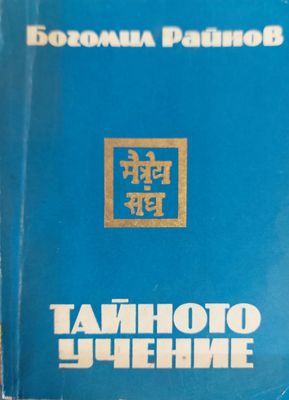 Богомил Райнов
मैत्रेय
संघ
ТАЙНОТО
УЧЕНИЕ